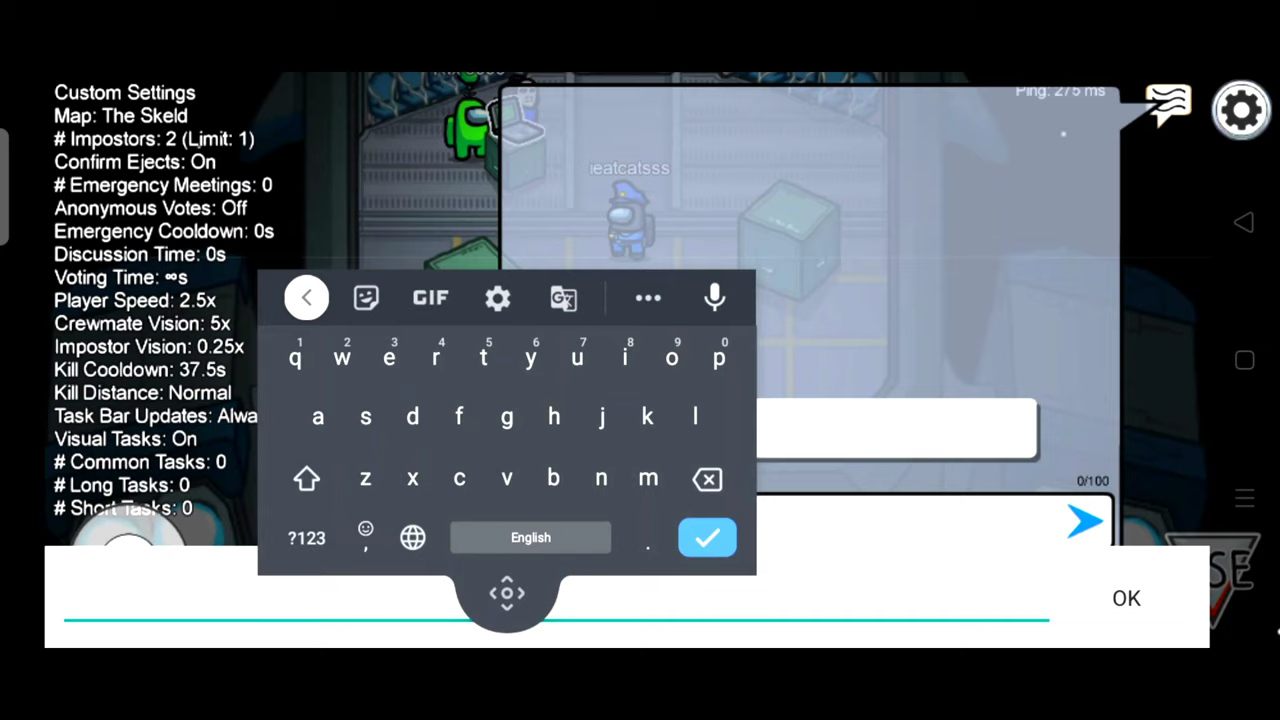 Custom Settings
Map: The Skeld
# Impostors: 2 (Limit: 1)
Confirm Ejects: On
# Emergency Meetings: 0
Anonymous Votes: Off
Emergency Cooldown: 0s
Discussion Time: 0s
Voting Time: ∞s
Player Speed: 2.5x
Crewmate Vision: 5x
Impostor Vision: 0.25x
Kill Cooldown: 37.5s
Kill Distance: Normal
Task Bar Updates: Alwa
Visual Tasks: On
# Common Tasks: 0
# Long Tasks: 0
# Short Tasks: 0
Ping: 275 ms
ieatcatsss
GIF
1 2 3 4 5 6 7 8 9 0
q w e r t y u i o p
a s d f g h j k l
z x c v b n m
?123 , English .
0/100
SE
OK